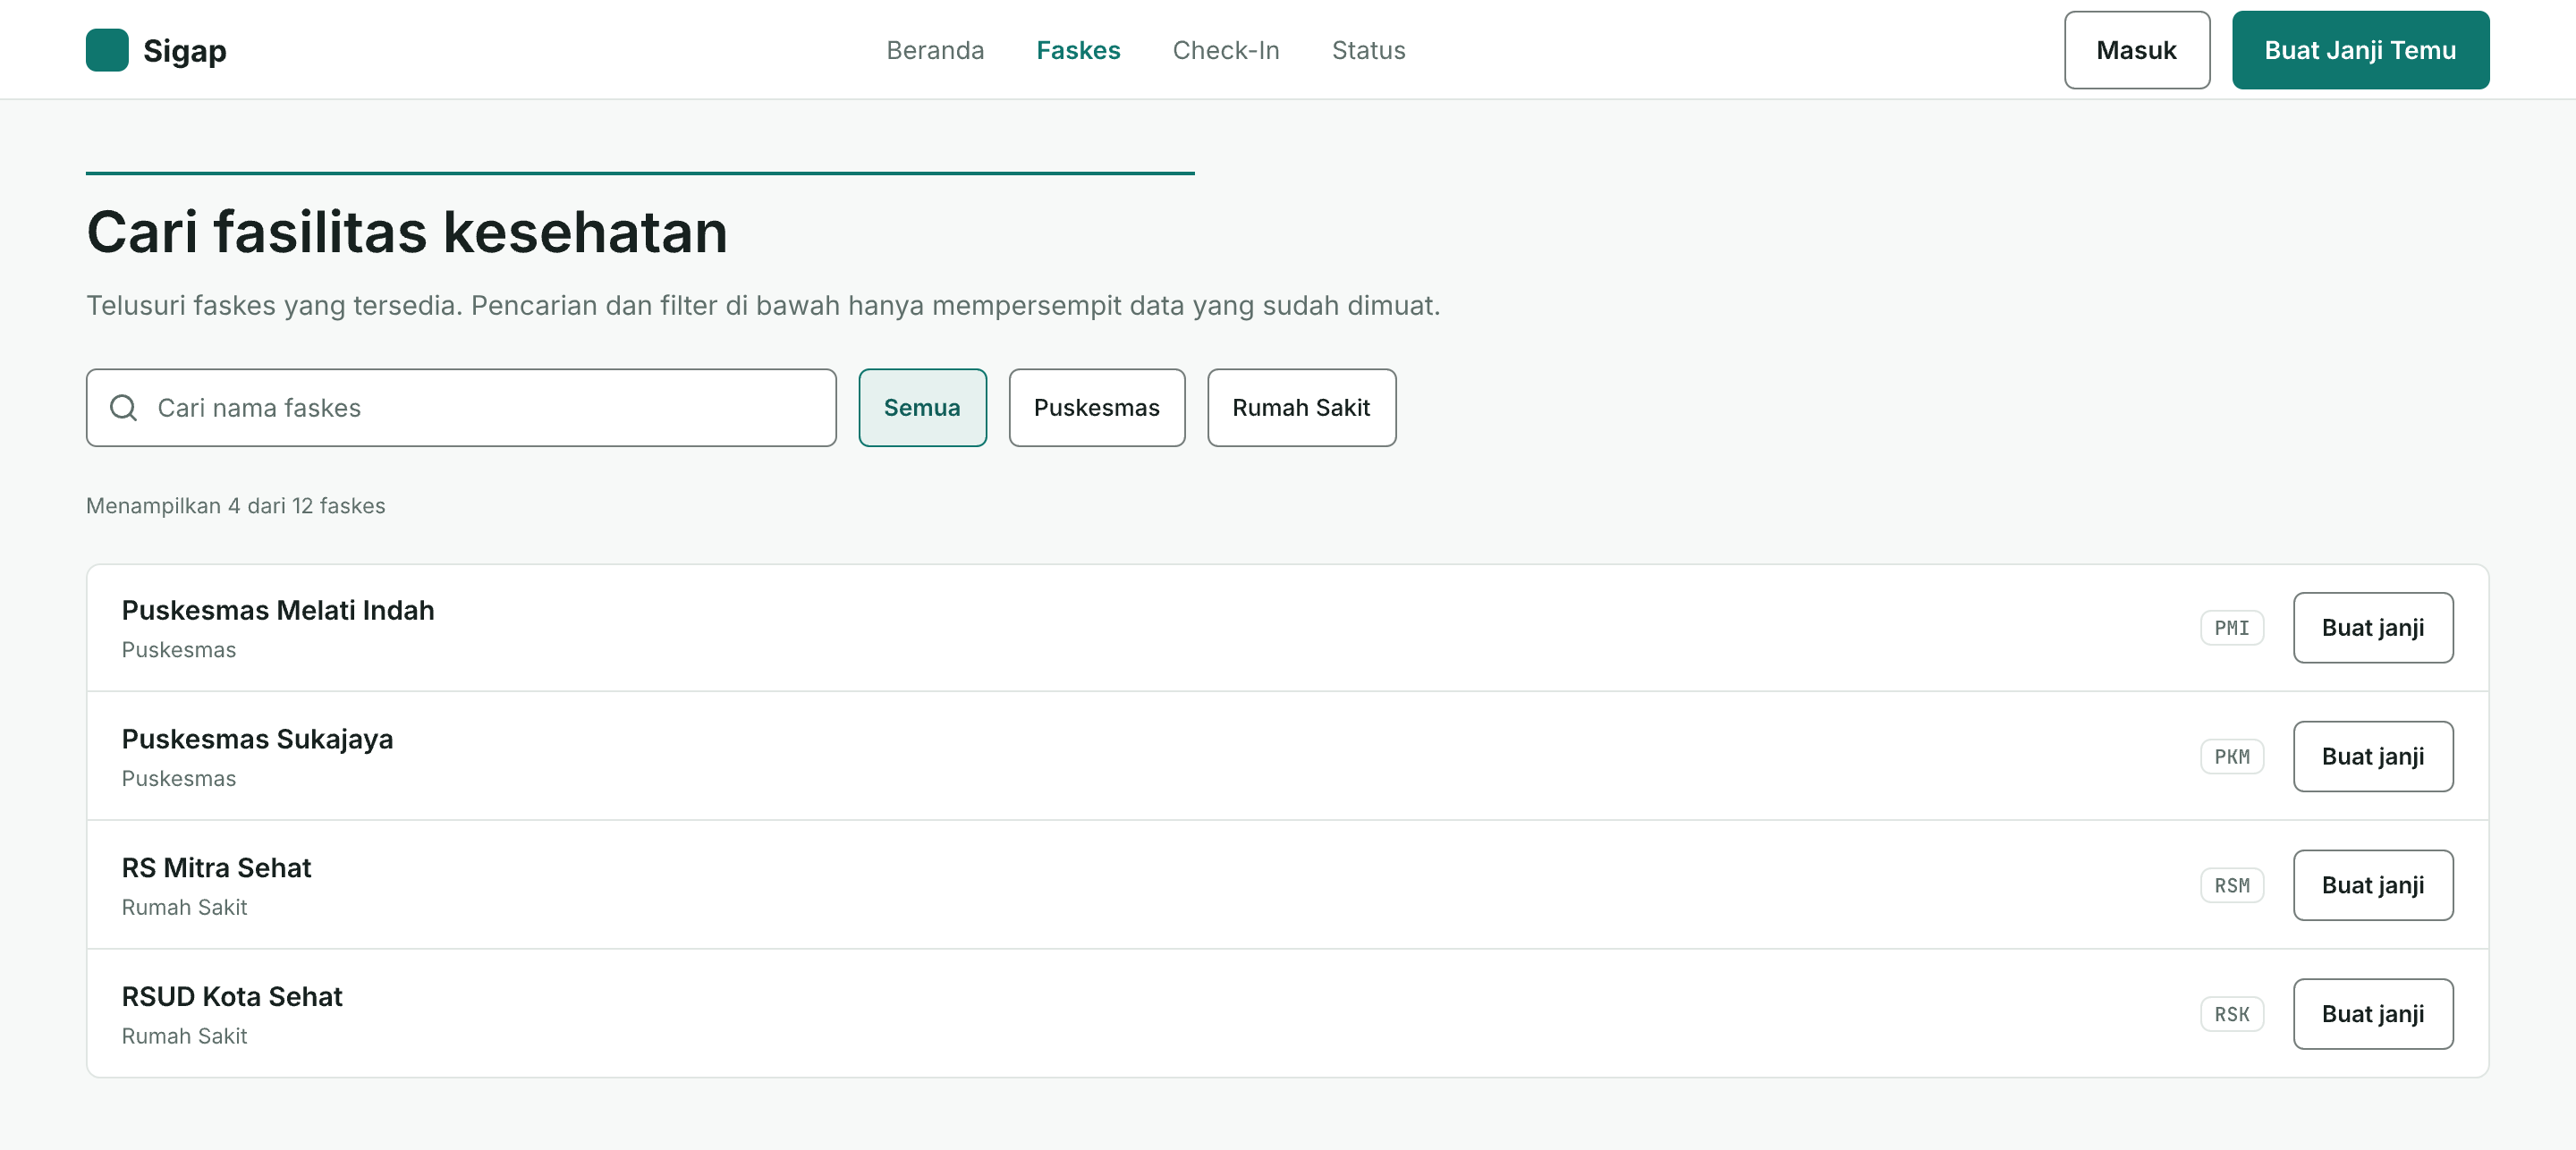 Sigap
Beranda
Faskes
Check-In
Status
Masuk
Buat Janji Temu
Cari fasilitas kesehatan
Telusuri faskes yang tersedia. Pencarian dan filter di bawah hanya mempersempit data yang sudah dimuat.
Cari nama faskes
Semua
Puskesmas
Rumah Sakit
Menampilkan 4 dari 12 faskes
Puskesmas Melati Indah
Puskesmas
PMI
Buat janji
Puskesmas Sukajaya
Puskesmas
PKM
Buat janji
RS Mitra Sehat
Rumah Sakit
RSM
Buat janji
RSUD Kota Sehat
Rumah Sakit
RSK
Buat janji